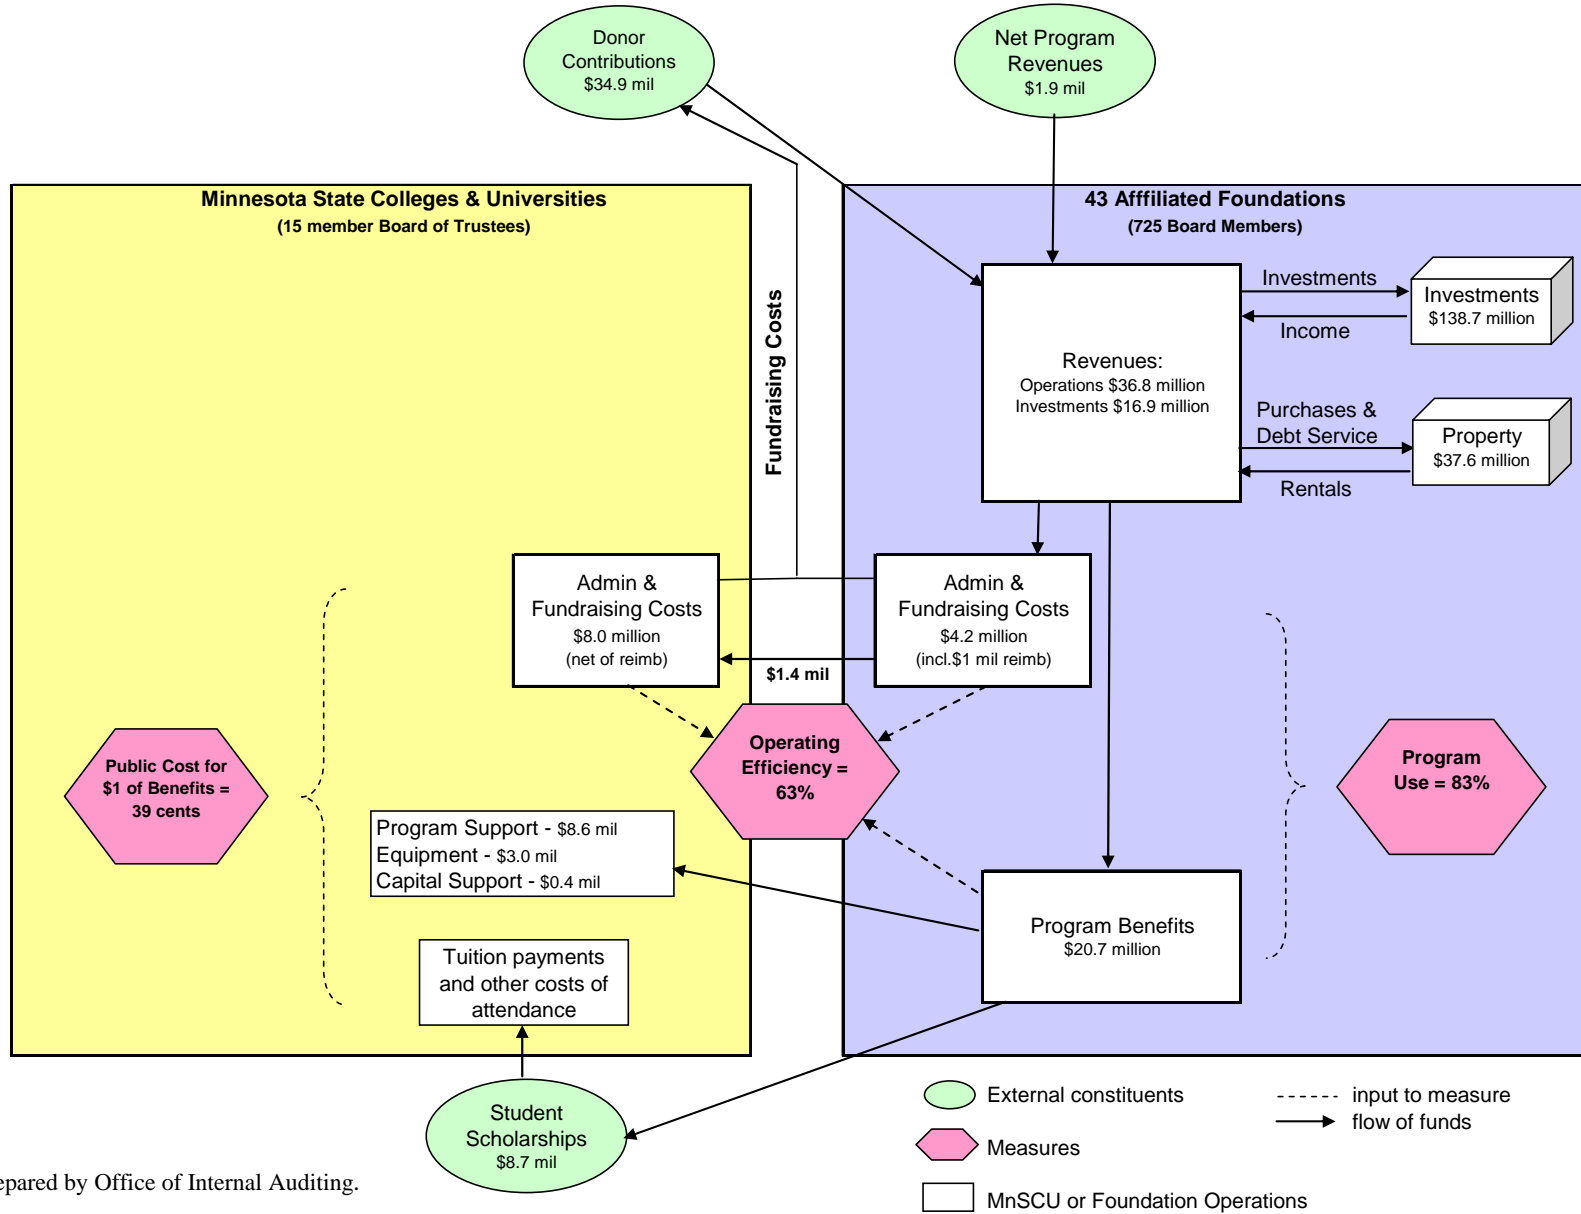 Donor
Contributions
$34.9 mil
Net Program
Revenues
$1.9 mil
Minnesota State Colleges & Universities
(15 member Board of Trustees)
43 Afffiliated Foundations
(725 Board Members)
Fundraising Costs
Revenues:
Operations $36.8 million
Investments $16.9 million
Investments
Income
Investments
$138.7 million
Purchases &
Debt Service
Rentals
Property
$37.6 million
Admin &
Fundraising Costs
$8.0 million
(net of reimb)
$1.4 mil
Admin &
Fundraising Costs
$4.2 million
(incl.$1 mil reimb)
Public Cost for
$1 of Benefits =
39 cents
Operating
Efficiency =
63%
Program
Use = 83%
Program Support - $8.6 mil
Equipment - $3.0 mil
Capital Support - $0.4 mil
Program Benefits
$20.7 million
Tuition payments
and other costs of
attendance
Student
Scholarships
$8.7 mil
External constituents
Measures
MnSCU or Foundation Operations
input to measure
flow of funds
epared by Office of Internal Auditing.